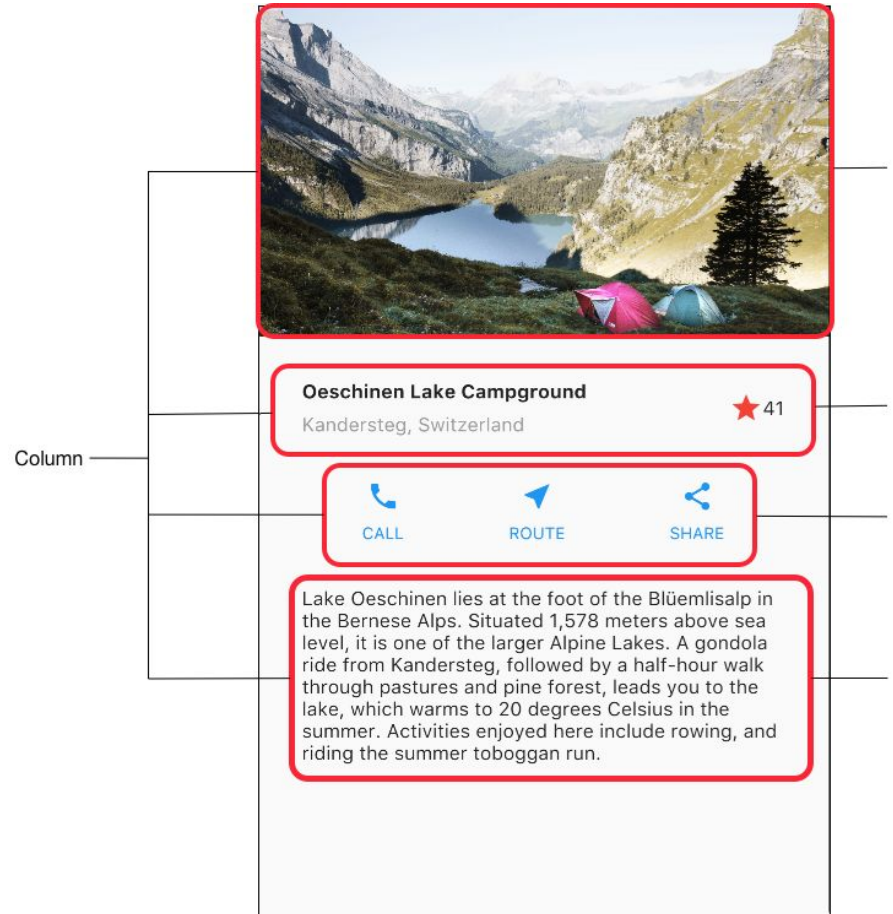 Oeschinen Lake Campground
Kandersteg, Switzerland
41
Column
CALL
ROUTE
SHARE
Lake Oeschinen lies at the foot of the Blüemlisalp in
the Bernese Alps. Situated 1,578 meters above sea
level, it is one of the larger Alpine Lakes. A gondola
ride from Kandersteg, followed by a half-hour walk
through pastures and pine forest, leads you to the
lake, which warms to 20 degrees Celsius in the
summer. Activities enjoyed here include rowing, and
riding the summer toboggan run.